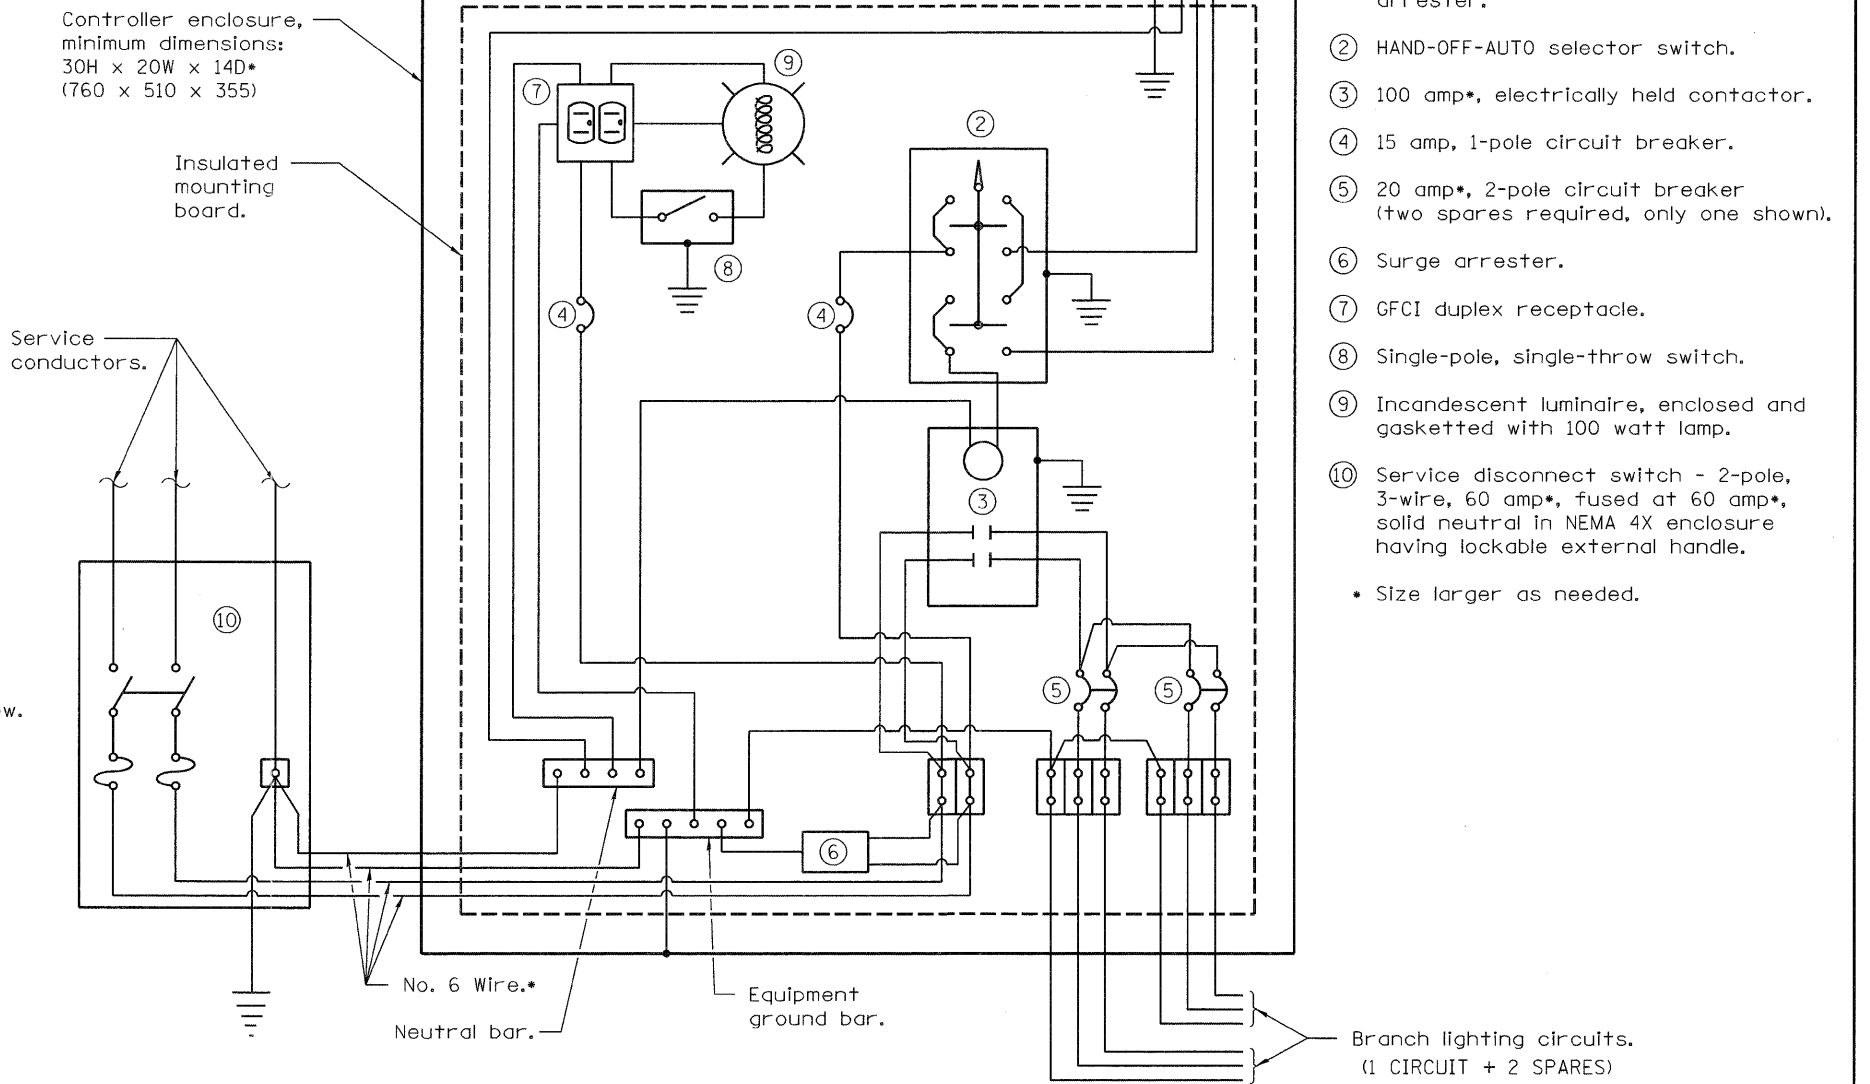 Controller enclosure,
minimum dimensions:
30H x 20W x 14D*
(760 x 510 x 355)
Insulated
mounting
board.
Service
conductors.
w.
No. 6 Wire.*
Neutral bar.
Equipment
ground bar.
Branch lighting circuits.
(1 CIRCUIT + 2 SPARES)
7
9
8
4
4
2
3
5
5
6
10
arrester.
2 HAND-OFF-AUTO selector switch.
3 100 amp*, electrically held contactor.
4 15 amp, 1-pole circuit breaker.
5 20 amp*, 2-pole circuit breaker
(two spares required, only one shown).
6 Surge arrester.
7 GFCI duplex receptacle.
8 Single-pole, single-throw switch.
9 Incandescent luminaire, enclosed and
gasketted with 100 watt lamp.
10 Service disconnect switch - 2-pole,
3-wire, 60 amp*, fused at 60 amp*,
solid neutral in NEMA 4X enclosure
having lockable external handle.
* Size larger as needed.